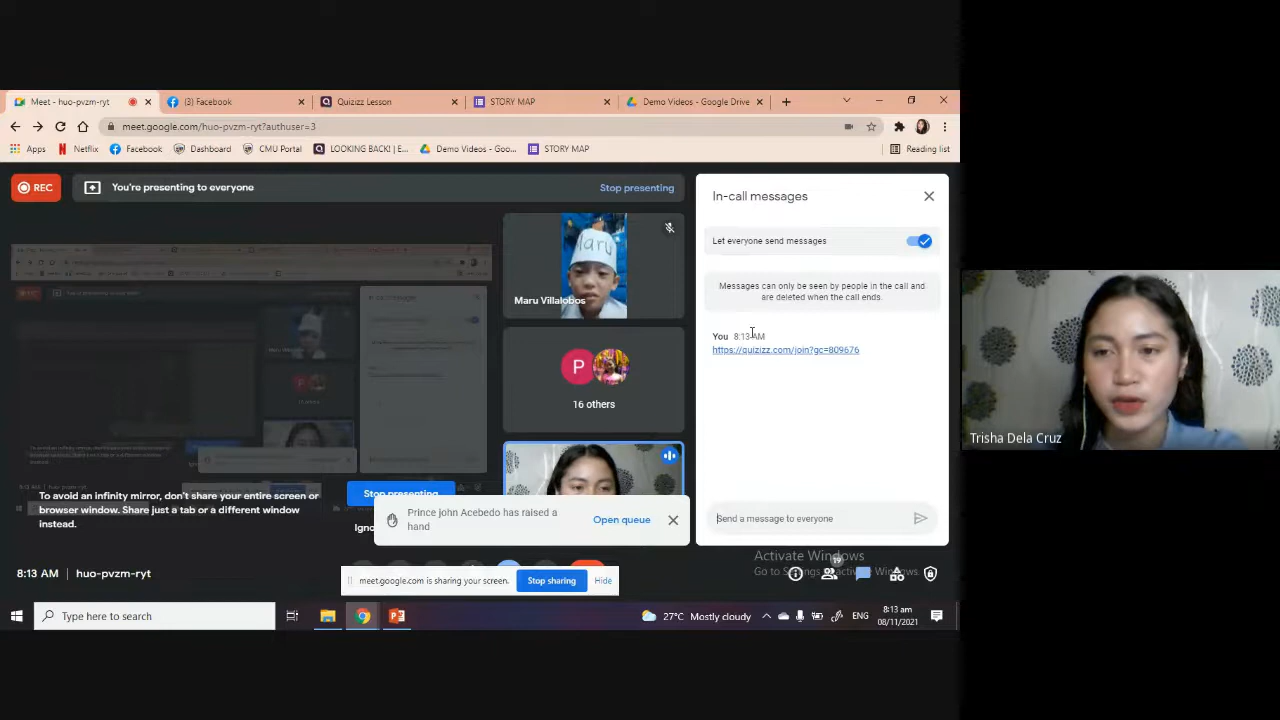 Meet - huo-pvzm-ryt
(3) Facebook
Quizizz Lesson
STORY MAP
Demo Videos - Google Drive
meet.google.com/huo-pvzm-ryt?authuser=3
Apps
Netflix
Facebook
Dashboard
CMU Portal
LOOKING BACK! | E...
Demo Videos - Goo...
STORY MAP
Reading list
REC
You're presenting to everyone
Stop presenting
In-call messages
Let everyone send messages
Messages can only be seen by people in the call and
are deleted when the call ends.
You 8:13 AM
https://quizizz.com/join?gc=809676
Maru
Maru Villalobos
P
16 others
To avoid an infinity mirror, don't share your entire screen or
browser window. Share just a tab or a different window
instead.
Stop presenting
Prince john Acebedo has raised a
hand
Open queue
Send a message to everyone
Activate Windows
8:13 AM | huo-pvzm-ryt
19
meet.google.com is sharing your screen.
Stop sharing
Hide
Type here to search
27°C Mostly cloudy
ENG
8:13 am
08/11/2021
Trisha Dela Cruz